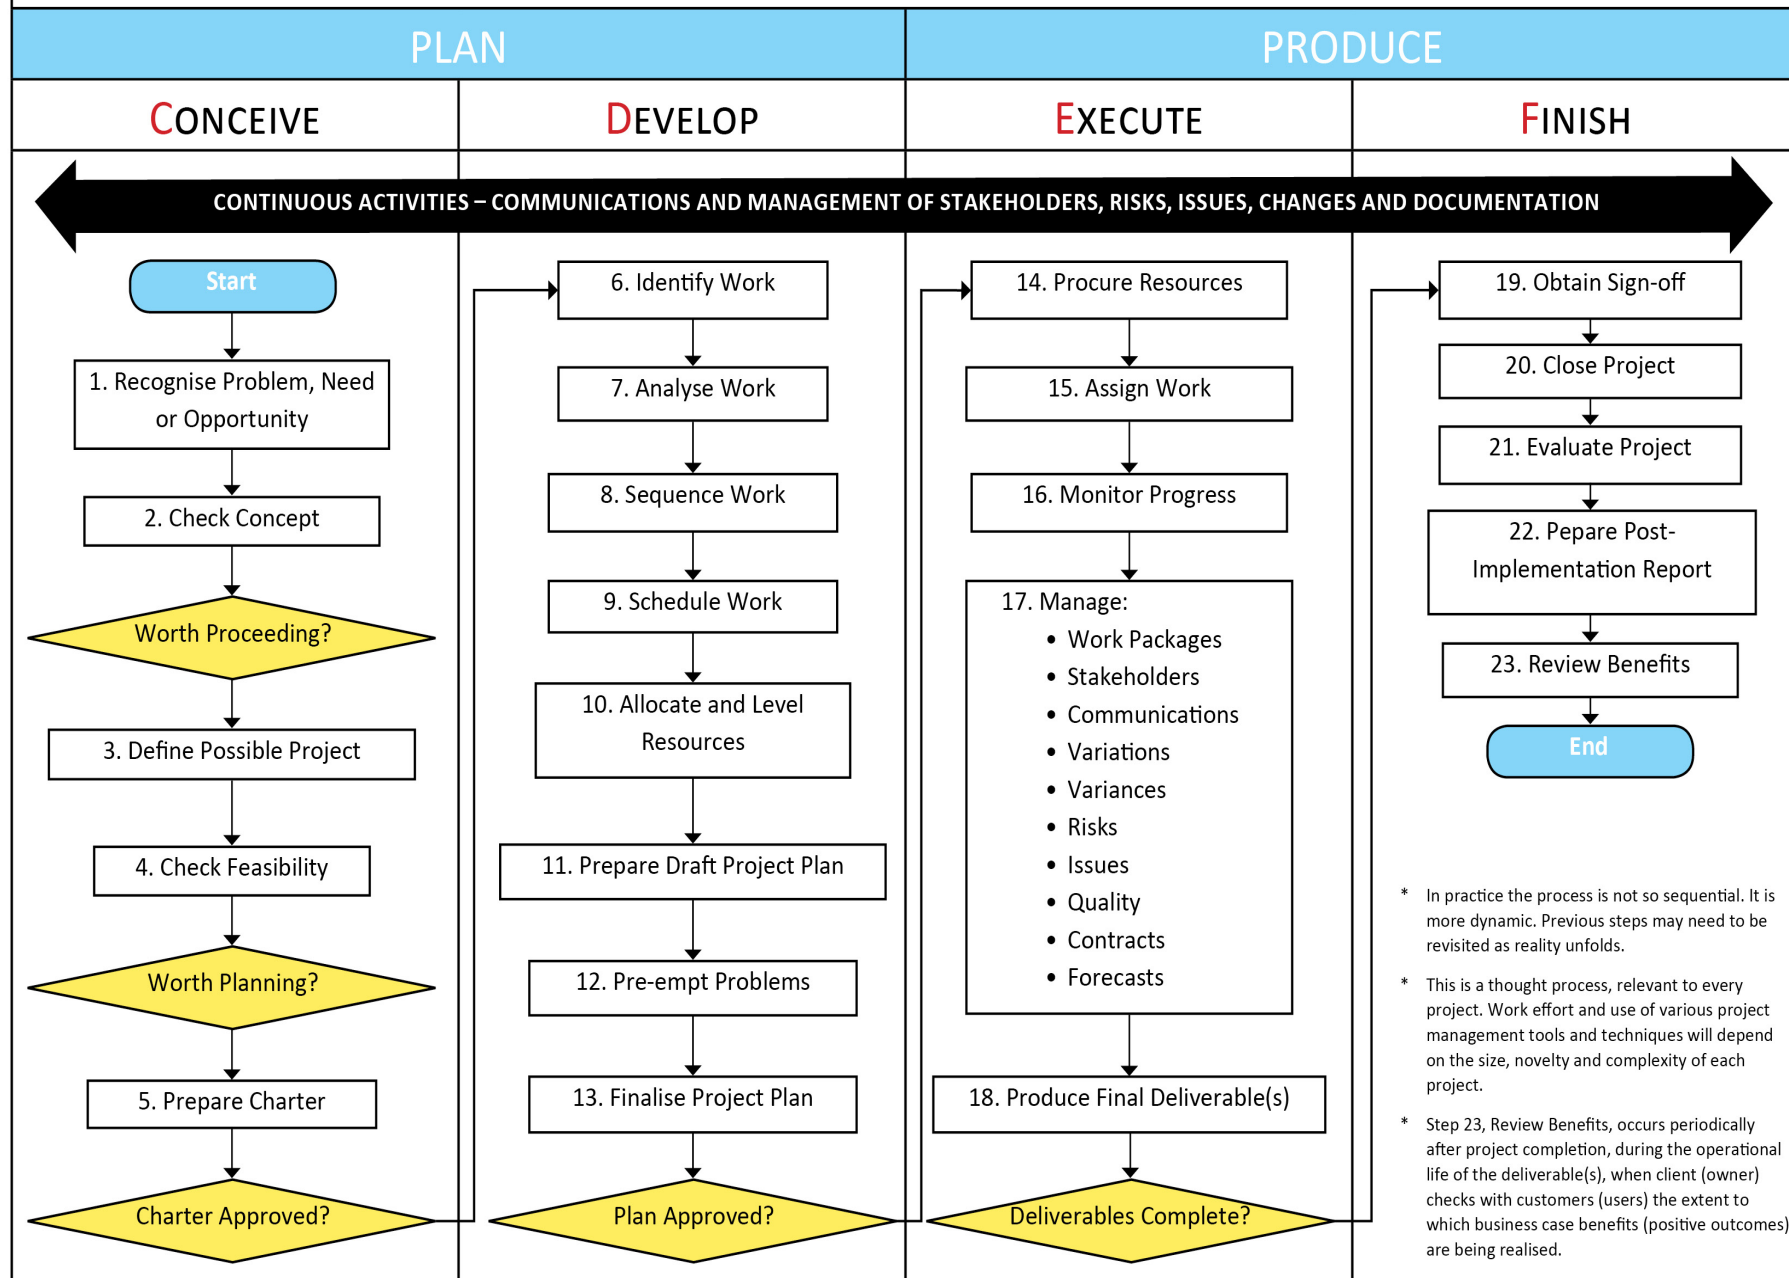 PLAN
PRODUCE
CONCEIVE
DEVELOP
EXECUTE
FINISH
CONTINUOUS ACTIVITIES – COMMUNICATIONS AND MANAGEMENT OF STAKEHOLDERS, RISKS, ISSUES, CHANGES AND DOCUMENTATION
Start
1. Recognise Problem, Need
or Opportunity
2. Check Concept
Worth Proceeding?
3. Define Possible Project
4. Check Feasibility
Worth Planning?
5. Prepare Charter
Charter Approved?
6. Identify Work
7. Analyse Work
8. Sequence Work
9. Schedule Work
10. Allocate and Level
Resources
11. Prepare Draft Project Plan
12. Pre-empt Problems
13. Finalise Project Plan
Plan Approved?
14. Procure Resources
15. Assign Work
16. Monitor Progress
17. Manage:
• Work Packages
• Stakeholders
• Communications
• Variations
• Variances
• Risks
• Issues
• Quality
• Contracts
• Forecasts
18. Produce Final Deliverable(s)
Deliverables Complete?
19. Obtain Sign-off
20. Close Project
21. Evaluate Project
22. Pepare Post-
Implementation Report
23. Review Benefits
End
* In practice the process is not so sequential. It is
more dynamic. Previous steps may need to be
revisited as reality unfolds.
* This is a thought process, relevant to every
project. Work effort and use of various project
management tools and techniques will depend
on the size, novelty and complexity of each
project.
* Step 23, Review Benefits, occurs periodically
after project completion, during the operational
life of the deliverable(s), when client (owner)
checks with customers (users) the extent to
which business case benefits (positive outcomes)
are being realised.